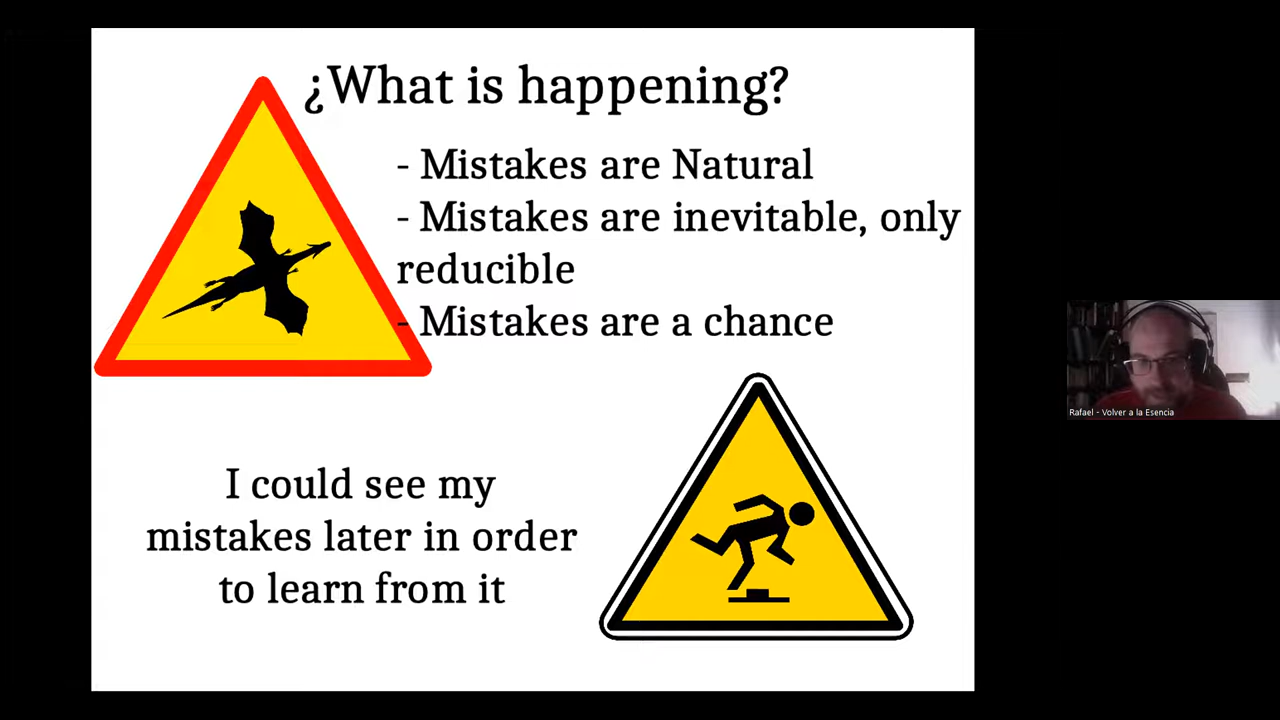 ¿What is happening?
- Mistakes are Natural
- Mistakes are inevitable, only
reducible
- Mistakes are a chance
I could see my
mistakes later in order
to learn from it
Rafael - Volver a la Esencia